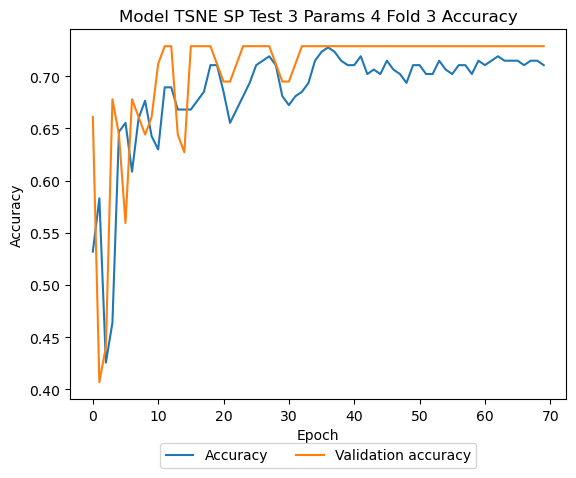 Model TSNE SP Test 3 Params 4 Fold 3 Accuracy
0.70
0.65
0.60
0.55
0.50
0.45
0.40
Accuracy
0 10 20 30 40 50 60 70
Epoch
Accuracy Validation accuracy